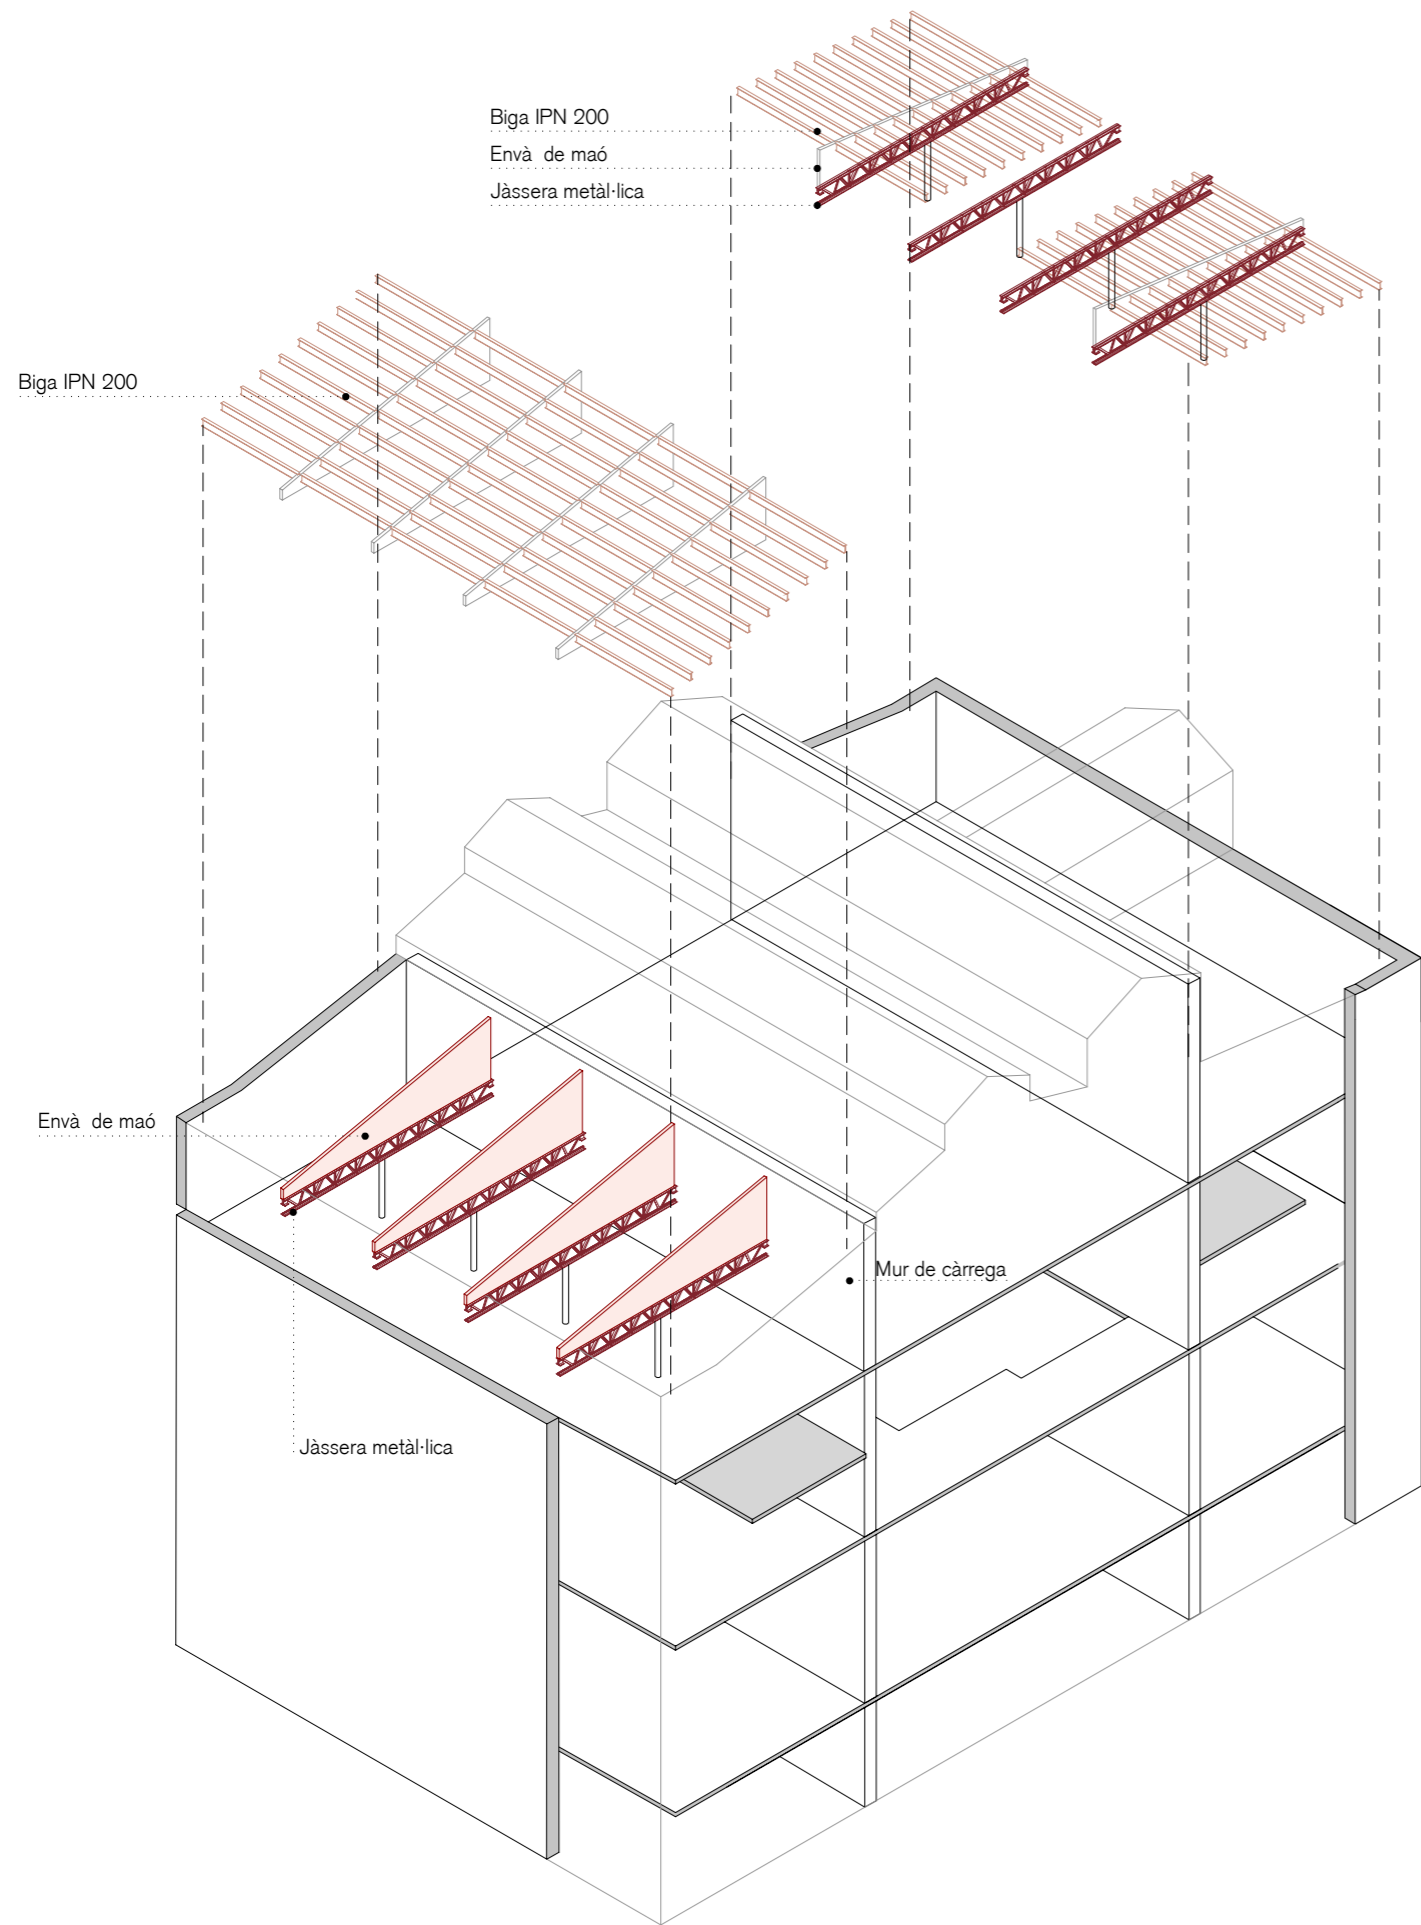 Biga IPN 200
Envà de maó
Jàssera metàl·lica
Biga IPN 200
Envà de maó
Mur de càrrega
Jàssera metàl·lica